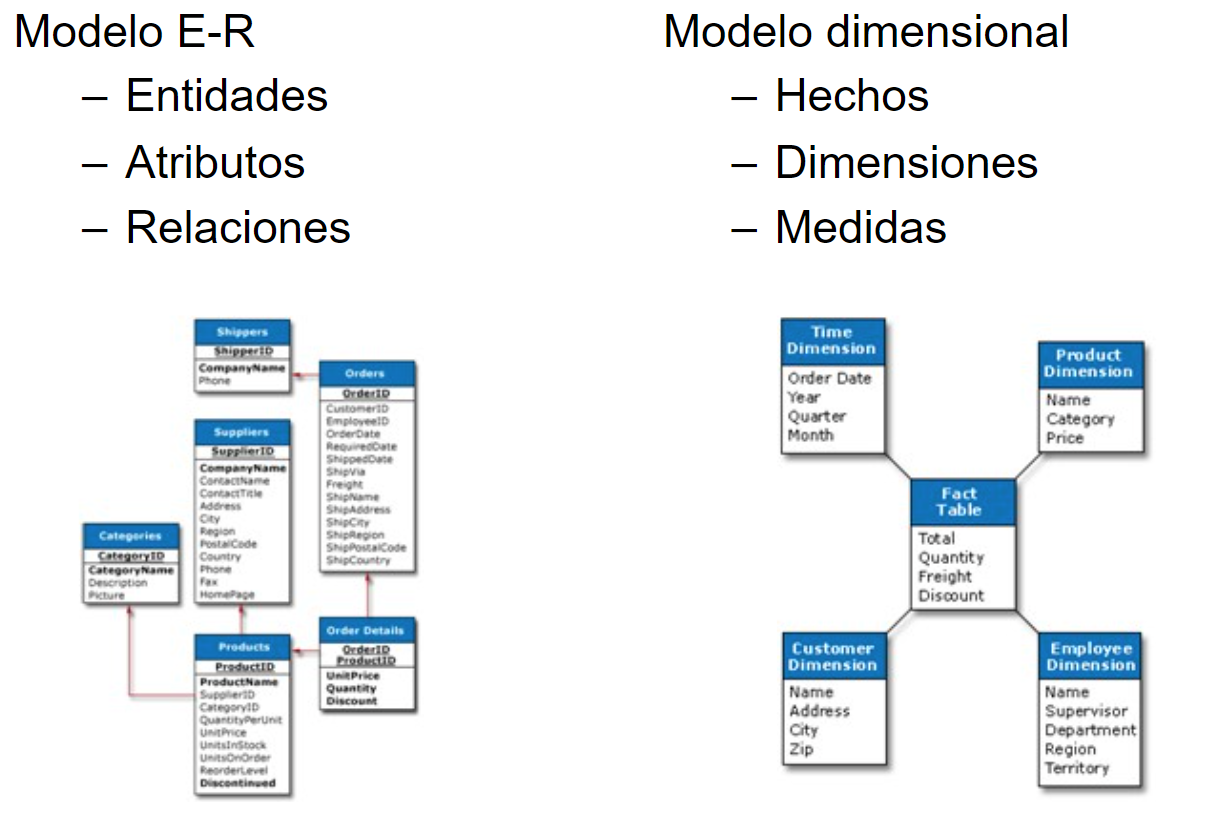 Modelo E-R
– Entidades
– Atributos
– Relaciones
Shippers
ShipperID
CompanyName
Phone
Orders
OrderID
CustomerID
EmployeeID
OrderDate
RequiredDate
ShippedDate
ShipVia
Freight
ShipName
ShipAddress
ShipCity
ShipRegion
ShipPostalCode
ShipCountry
Suppliers
SupplierID
CompanyName
ContactName
ContactTitle
Address
City
Region
PostalCode
Country
Phone
Fax
HomePage
Categories
CategoryID
CategoryName
Description
Picture
Products
ProductID
ProductName
SupplierID
CategoryID
QuantityPerUnit
UnitPrice
UnitsInStock
UnitsOnOrder
ReorderLevel
Discontinued
Order Details
OrderID
ProductID
UnitPrice
Quantity
Discount
Modelo dimensional
– Hechos
– Dimensiones
– Medidas
Time
Dimension
Order Date
Year
Quarter
Month
Product
Dimension
Name
Category
Price
Fact
Table
Total
Quantity
Freight
Discount
Customer
Dimension
Name
Address
City
Zip
Employee
Dimension
Name
Supervisor
Department
Region
Territory